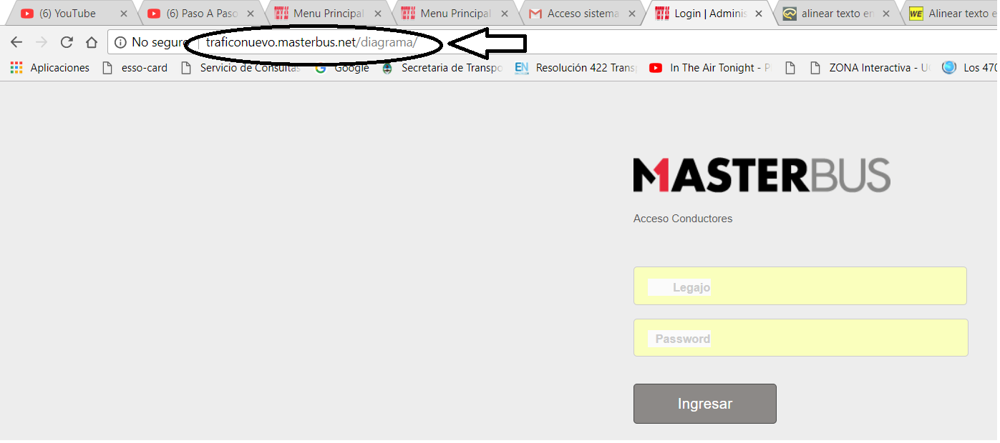 (6) YouTube (6) Paso A Paso Menu Principal Menu Principal Acceso sistema Login | Adminis alinear texto en WE Alinear texto e
No seguro traficonuevo.masterbus.net/diagrama/
Aplicaciones esso-card Servicio de Consultas Google Secretaria de Transpo EN Resolución 422 Trans In The Air Tonight - P ZONA Interactiva - U Los 470
MASTERBUS
Acceso Conductores
Legajo
Password
Ingresar